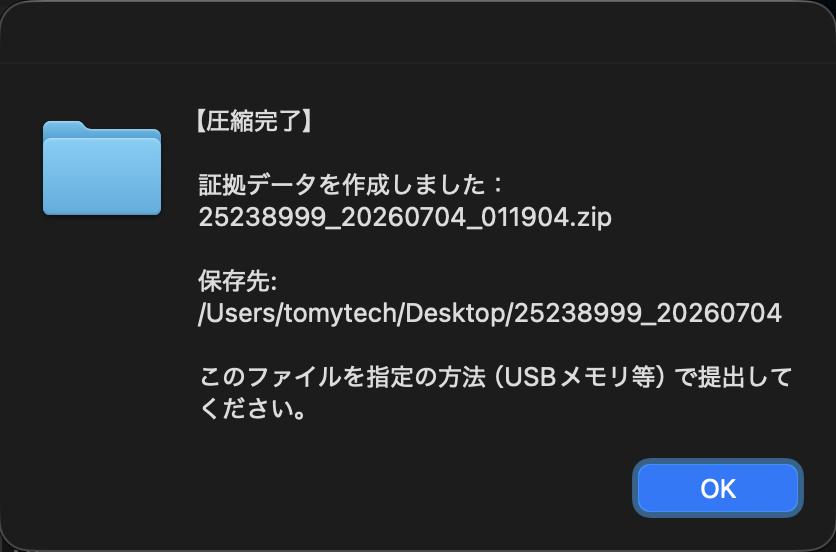 【圧縮完了】
証拠データを作成しました：
25238999_20260704_011904.zip
保存先:
/Users/tomytech/Desktop/25238999_20260704
このファイルを指定の方法（USBメモリ等）で提出して
ください。
OK